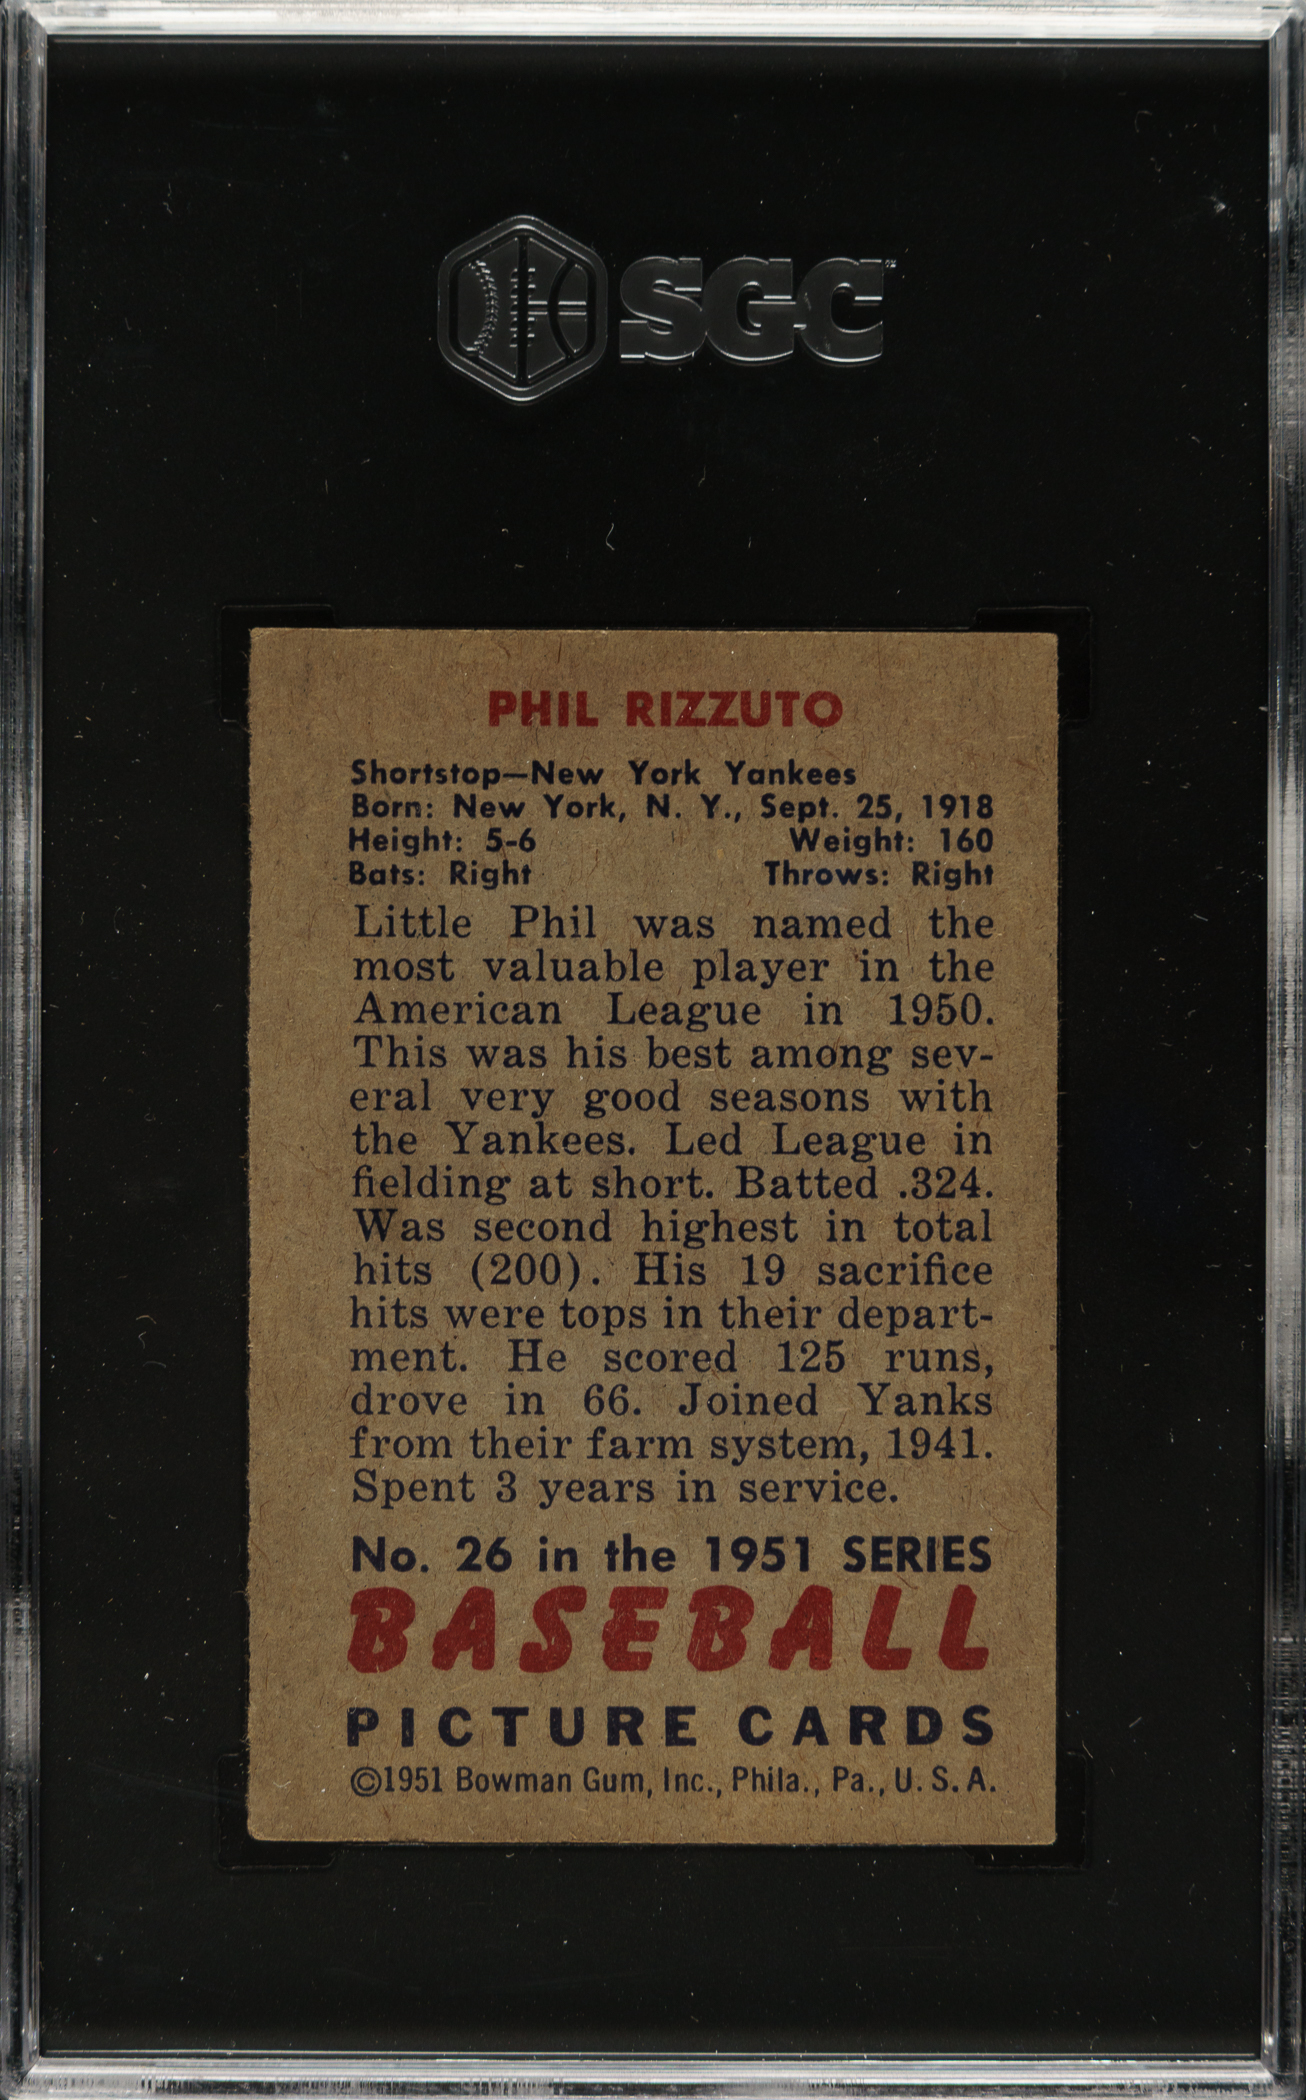 SGC
PHIL RIZZUTO
Shortstop—New York Yankees
Born: New York, N. Y., Sept. 25, 1918
Height: 5-6 Weight: 160
Bats: Right Throws: Right
Little Phil was named the
most valuable player in the
American League in 1950.
This was his best among sev-
eral very good seasons with
the Yankees. Led League in
fielding at short. Batted .324.
Was second highest in total
hits (200). His 19 sacrifice
hits were tops in their depart-
ment. He scored 125 runs,
drove in 66. Joined Yanks
from their farm system, 1941.
Spent 3 years in service.
No. 26 in the 1951 SERIES
BASEBALL
PICTURE CARDS
©1951 Bowman Gum, Inc., Phila., Pa., U. S. A.